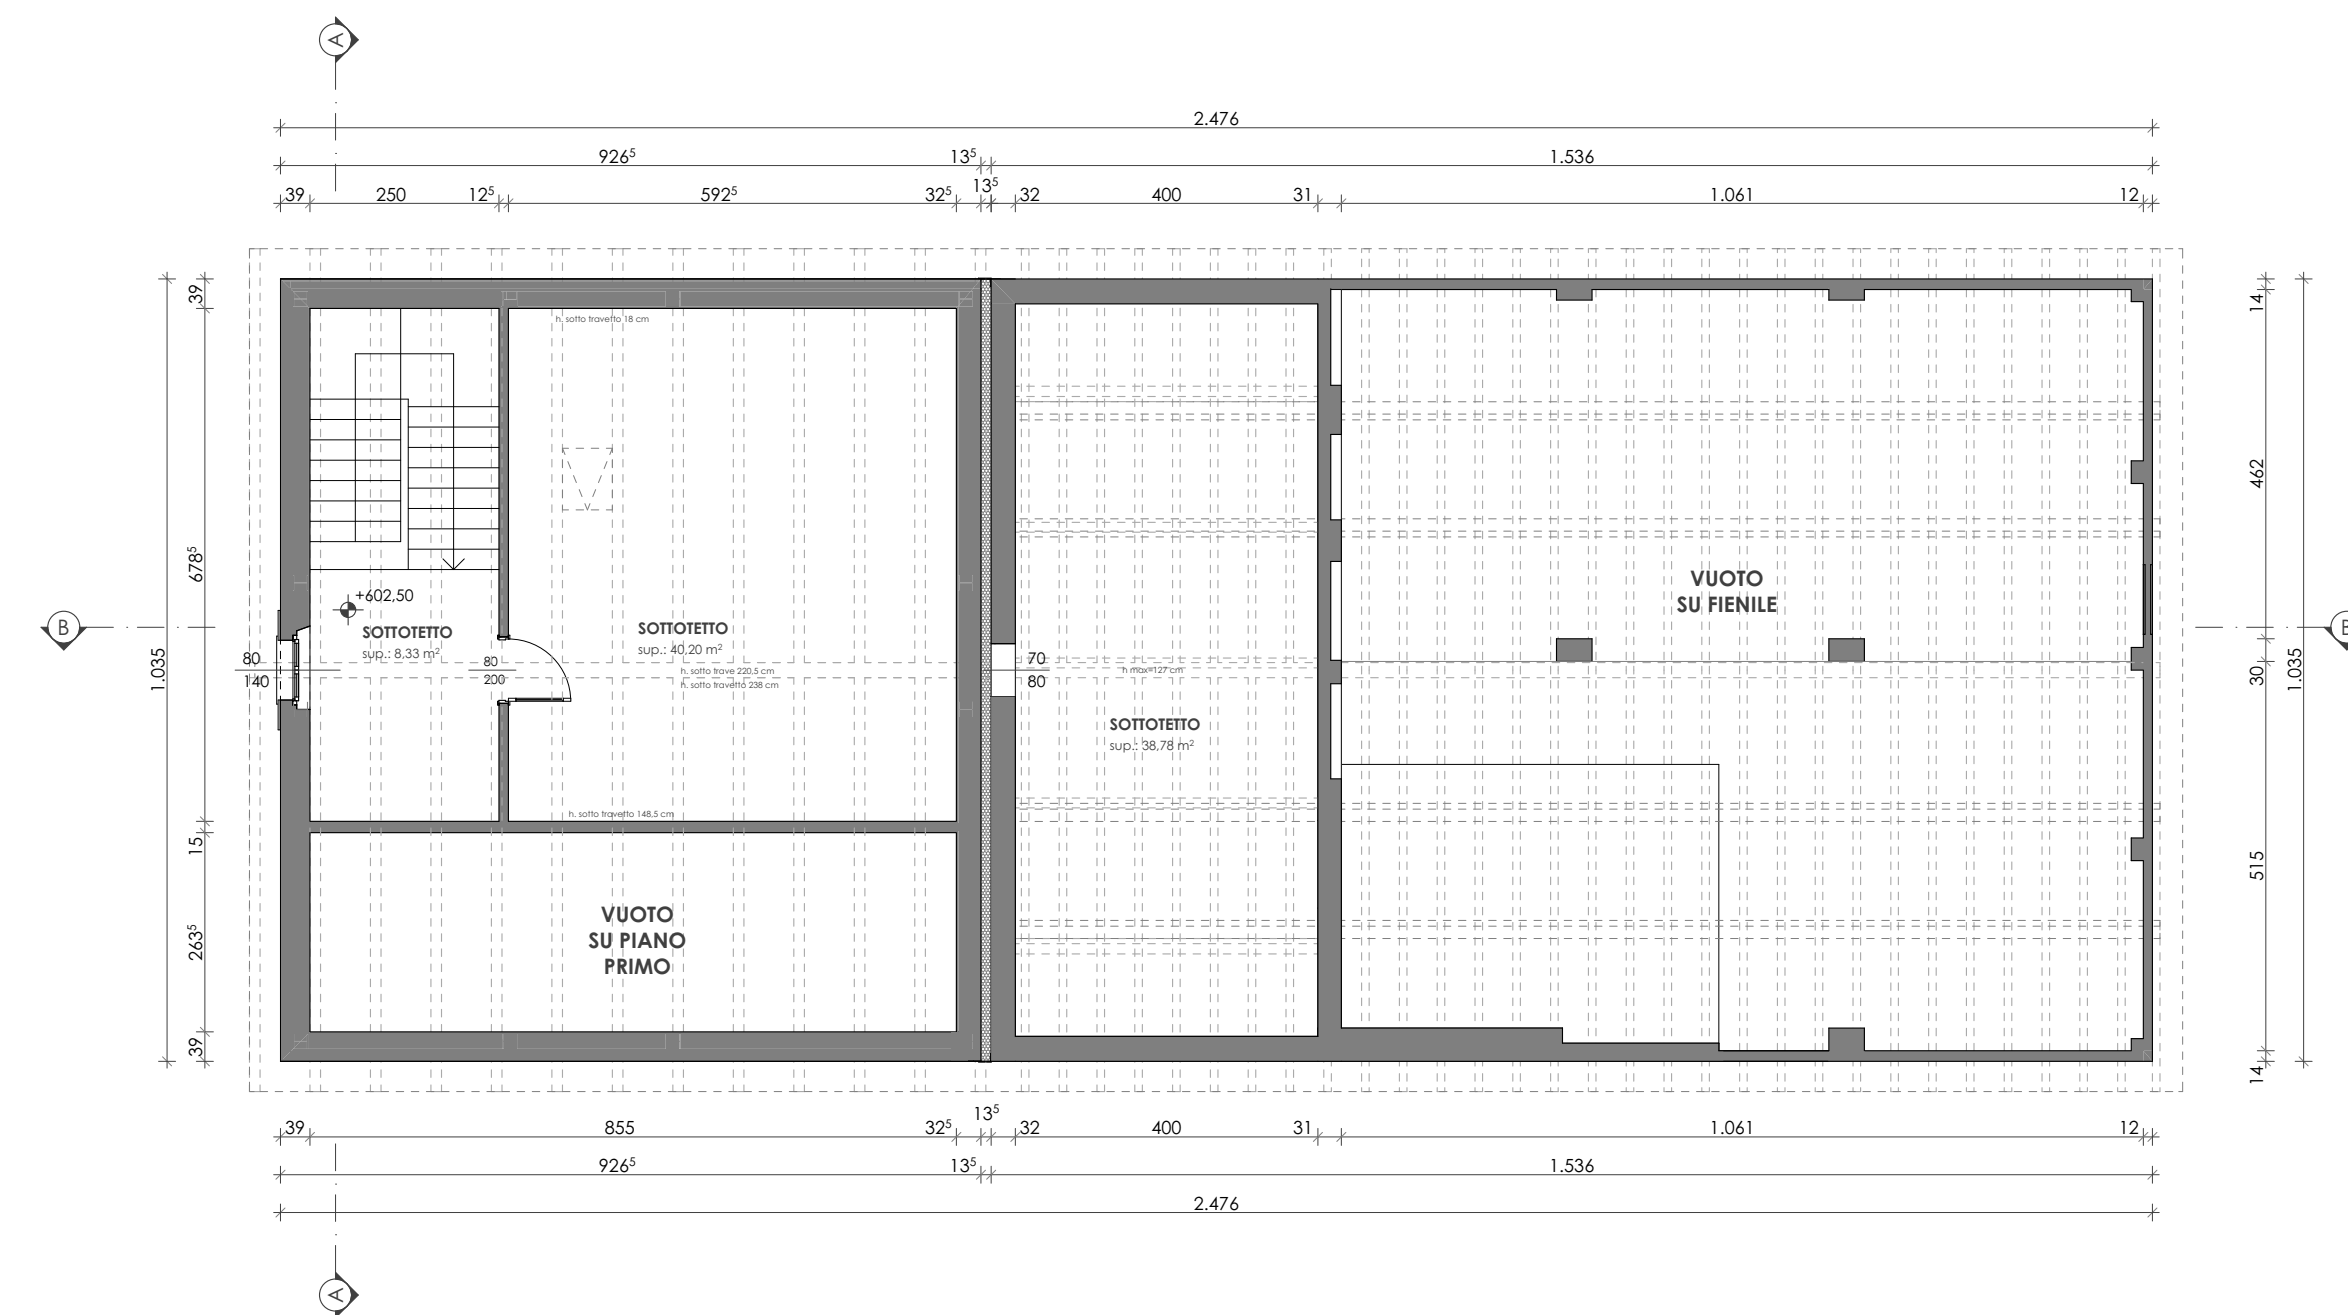 A
2.476
926⁵ 13⁵ 1.536
39 250 12⁵ 592⁵ 32⁵ 13⁵ 32 400 31 1.061 12
39
678⁵
1.035
15
263⁵
39
14
462
30
1.035
515
14
B
B
h. sotto travetto 18 cm
+602,50
SOTTOTETTO
sup.: 8,33 m²
80
140
80
200
SOTTOTETTO
sup.: 40,20 m²
h. sotto trave 220,5 cm
h. sotto travetto 238 cm
h. sotto travetto 148,5 cm
70
80
h max=127 cm
SOTTOTETTO
sup.: 38,78 m²
VUOTO
SU FIENILE
VUOTO
SU PIANO
PRIMO
39 855 32⁵ 13⁵ 32 400 31 1.061 12
926⁵ 13⁵ 1.536
2.476
A